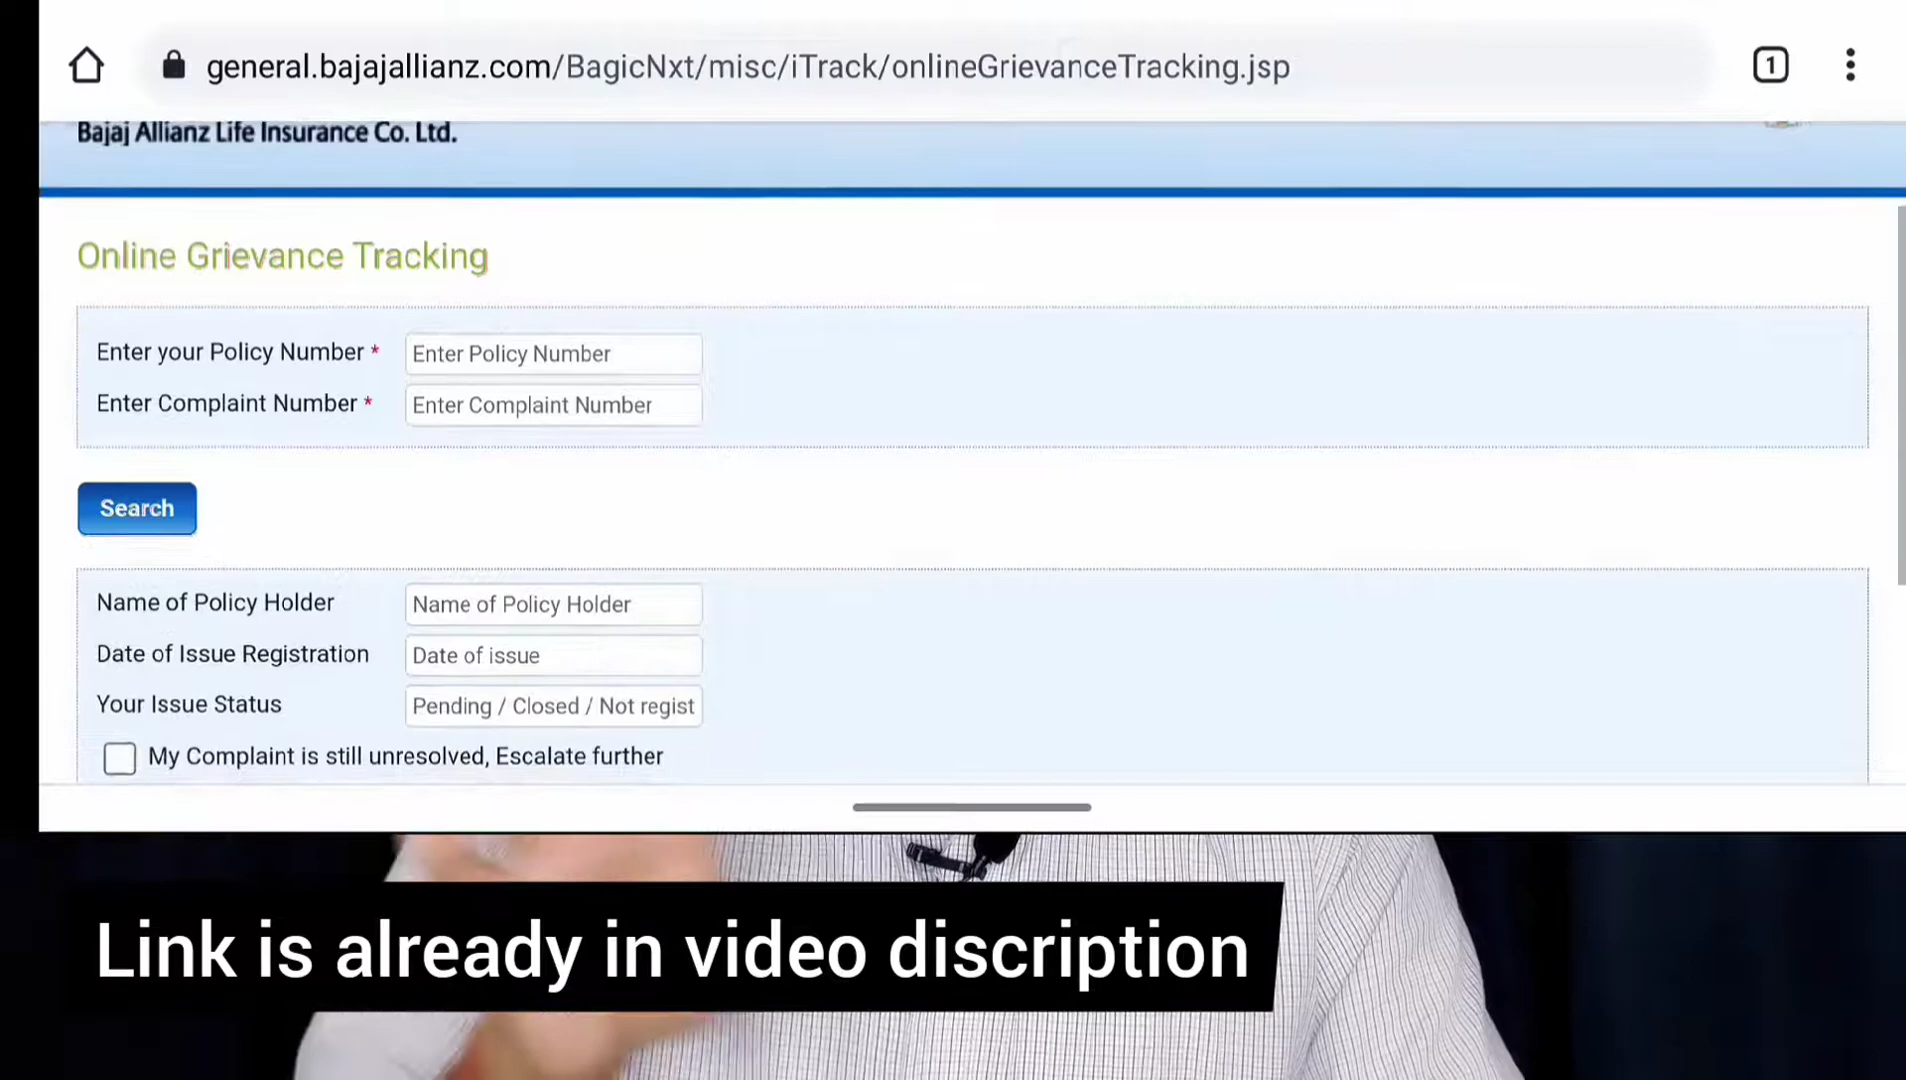 general.bajajallianz.com/BagicNxt/misc/iTrack/onlineGrievanceTracking.jsp
1
Bajaj Allianz Life Insurance Co. Ltd.
Online Grievance Tracking
Enter your Policy Number * Enter Policy Number
Enter Complaint Number * Enter Complaint Number
Search
Name of Policy Holder Name of Policy Holder
Date of Issue Registration Date of issue
Your Issue Status Pending / Closed / Not regist
My Complaint is still unresolved, Escalate further
Link is already in video discription